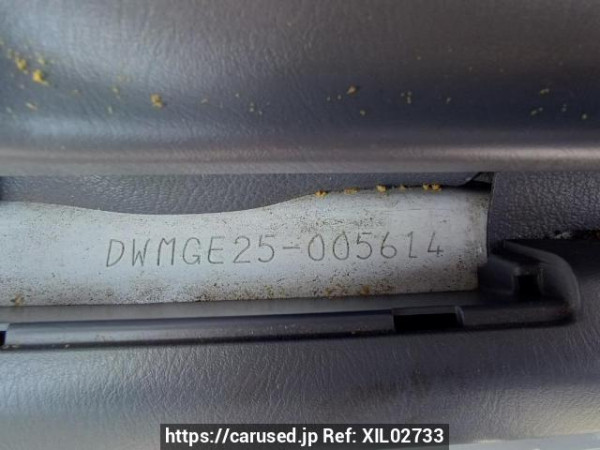 DWMGE25-005614
https://carused.jp Ref: XIL02733